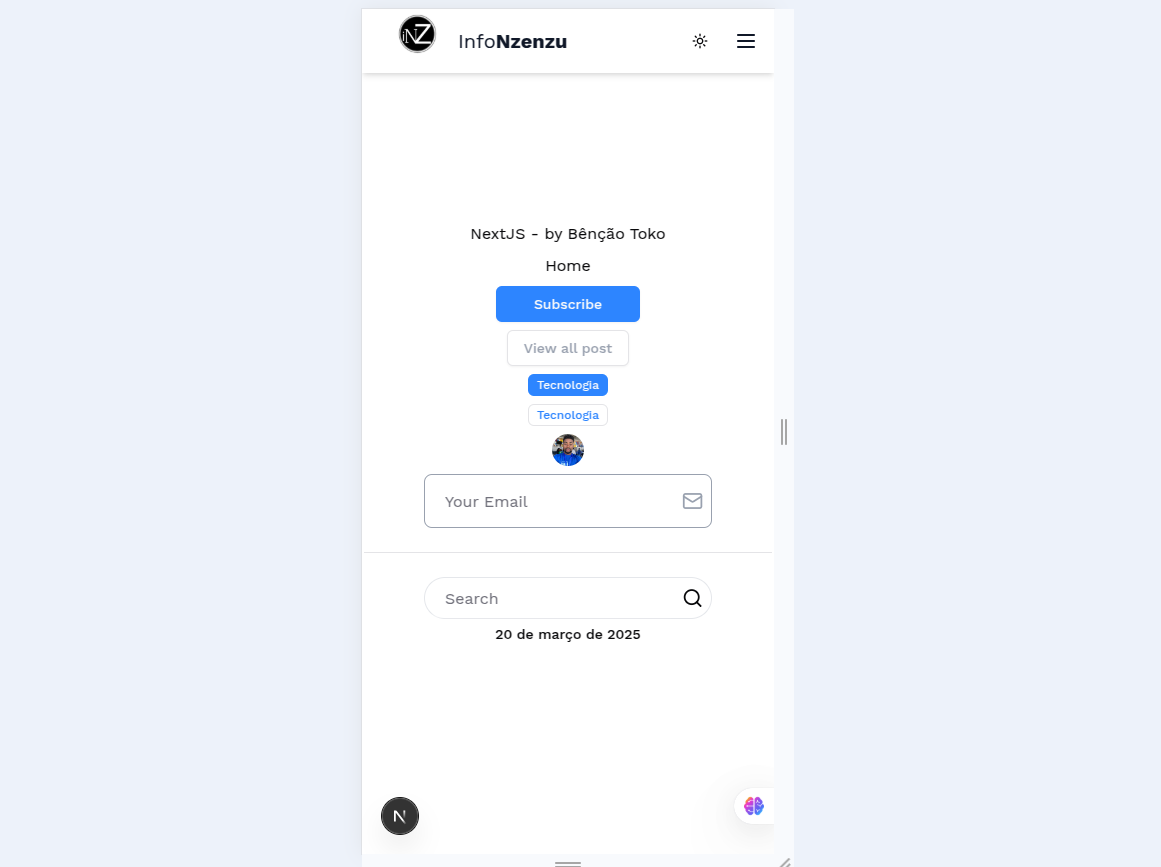 iNZ
InfoNzenzu
NextJS - by Bênção Toko
Home
Subscribe
View all post
Tecnologia
Tecnologia
Your Email
Search
20 de março de 2025
N